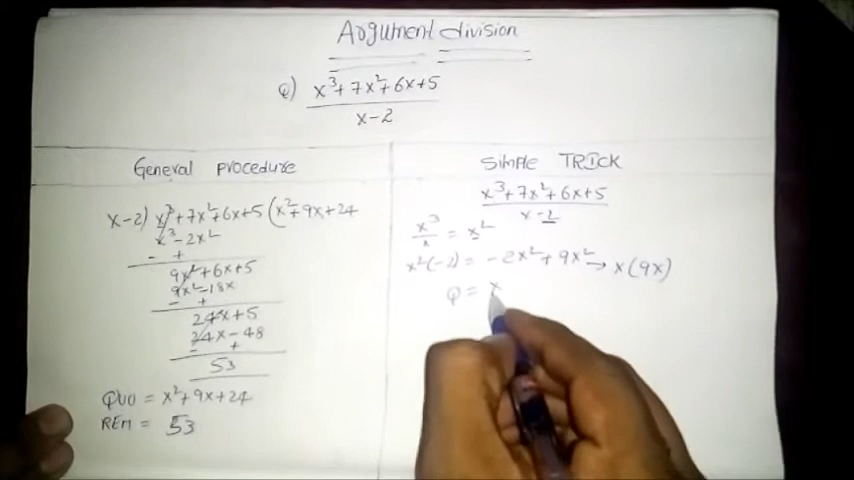 Argument division
Q) x³+7x²+6x+5
x-2
General procedure
x-2) x³+7x²+6x+5 (x²+9x+24
x³-2x²
- +
9x²+6x+5
9x²-18x
- +
24x+5
24x-48
- +
53
QUO = x²+9x+24
REM = 53
Simple TRICK
x³+7x²+6x+5
x-2
x³/x = x²
x²(-2) = -2x²+9x² → x(9x)
Q = x